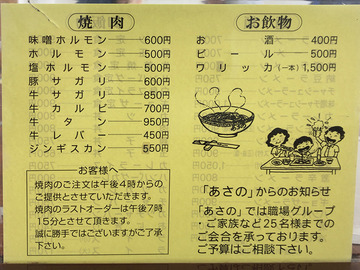 焼肉
味噌ホルモン 600円
ホルモン 500円
塩ホルモン 500円
豚サガリ 600円
牛サガリ 850円
牛カルビ 700円
牛タン 950円
牛レバー 450円
ジンギスカン 550円
お客様へ
焼肉のご注文は午後4時からの
ご提供とさせていただきます。
焼肉のラストオーダーは午後7時
15分とさせて頂きます。
誠に勝手ではございますがご了承
下さい。
お飲物
お酒 400円
ビール 500円
ワリッカ(一本) 1,500円
「あさの」からのお知らせ
「あさの」では職場グループ
・ご家族など25名様までの
ご会合を承っております。
ご予算はご相談下さい。